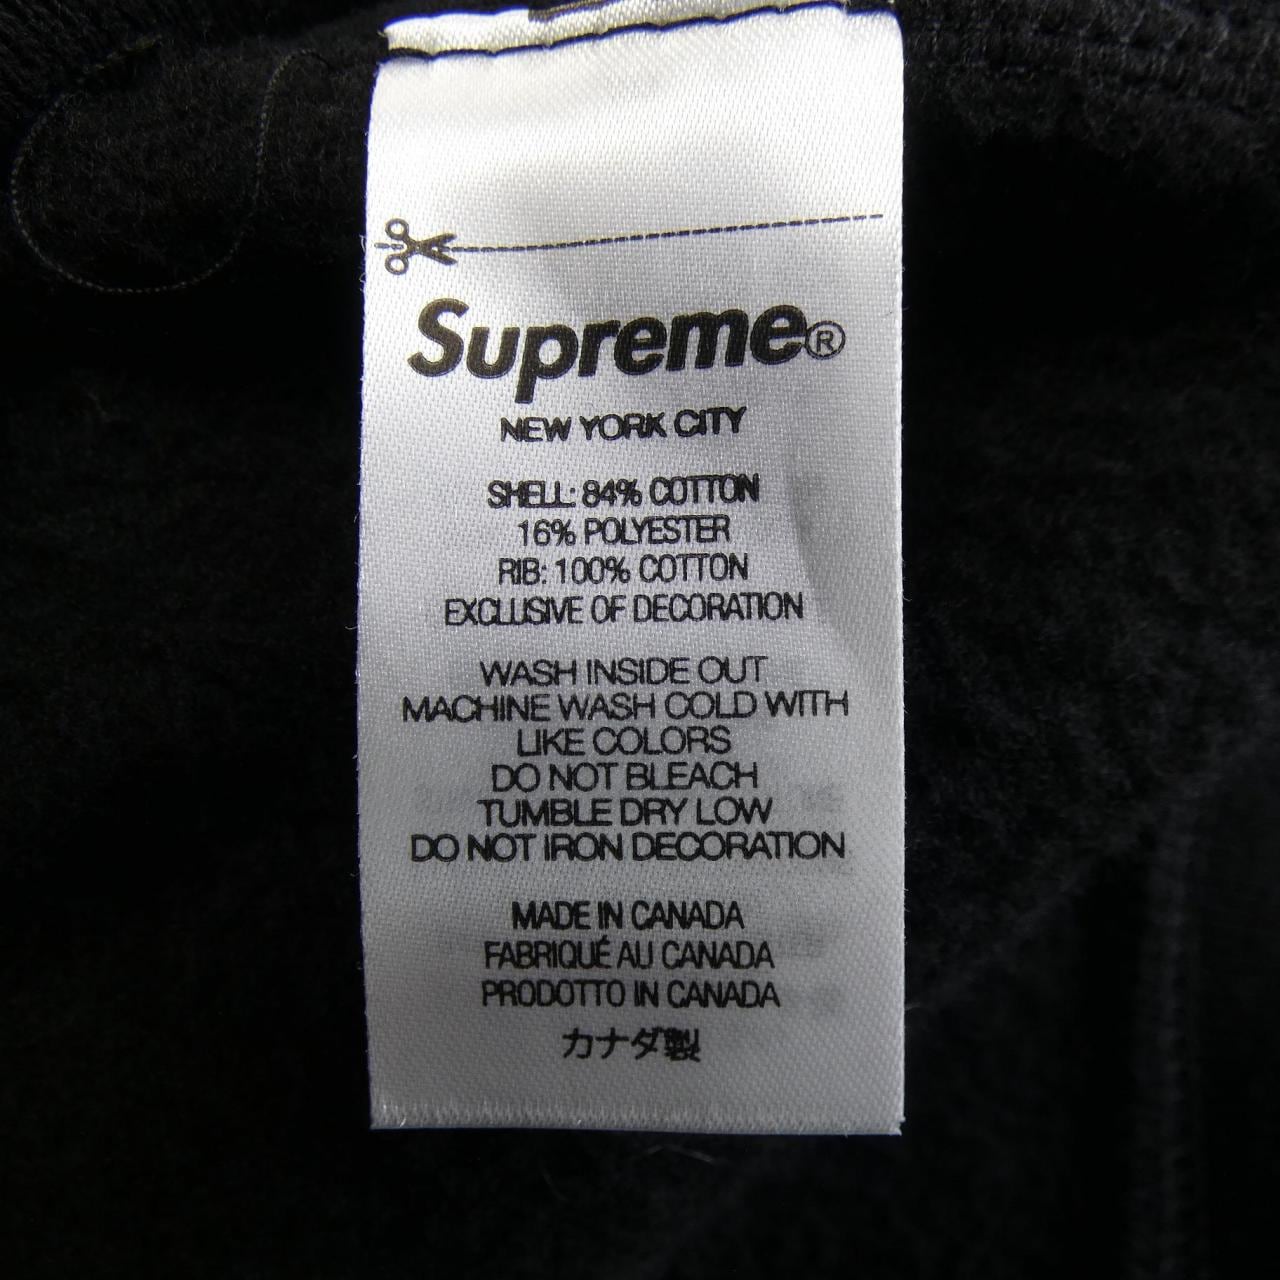 Supreme®
NEW YORK CITY
SHELL: 84% COTTON
16% POLYESTER
RIB: 100% COTTON
EXCLUSIVE OF DECORATION
WASH INSIDE OUT
MACHINE WASH COLD WITH
LIKE COLORS
DO NOT BLEACH
TUMBLE DRY LOW
DO NOT IRON DECORATION
MADE IN CANADA
FABRIQUÉ AU CANADA
PRODOTTO IN CANADA
カナダ製